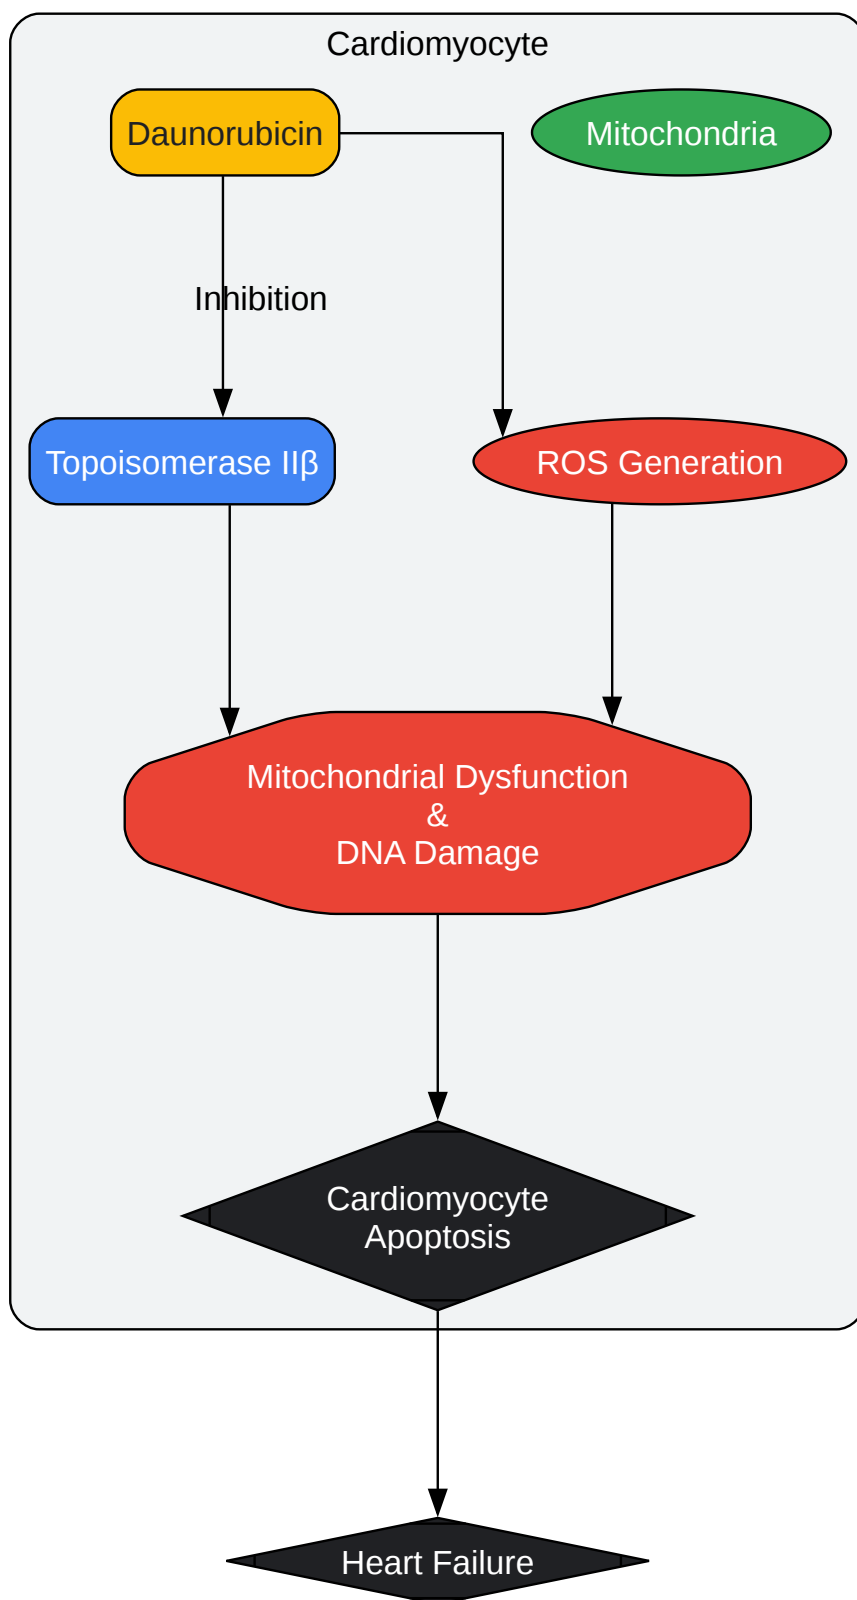 Cardiomyocyte
Daunorubicin
Mitochondria
Inhibition
Topoisomerase IIβ
ROS Generation
Mitochondrial Dysfunction
&
DNA Damage
Cardiomyocyte
Apoptosis
Heart Failure